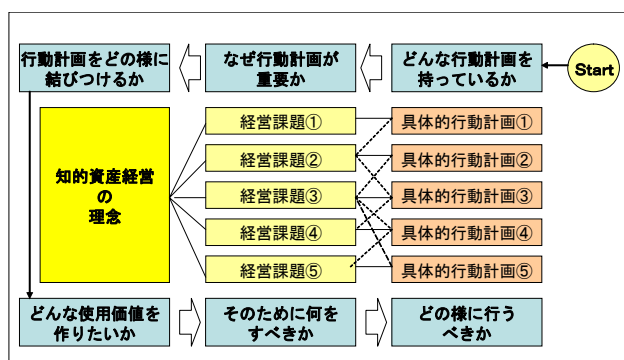 行動計画をどの様に
結びつけるか
なぜ行動計画が
重要か
どんな行動計画を
持っているか
Start
知的資産経営
の
理念
経営課題①
経営課題②
経営課題③
経営課題④
経営課題⑤
具体的行動計画①
具体的行動計画②
具体的行動計画③
具体的行動計画④
具体的行動計画⑤
どんな使用価値を
作りたいか
そのために何を
すべきか
どの様に行う
べきか